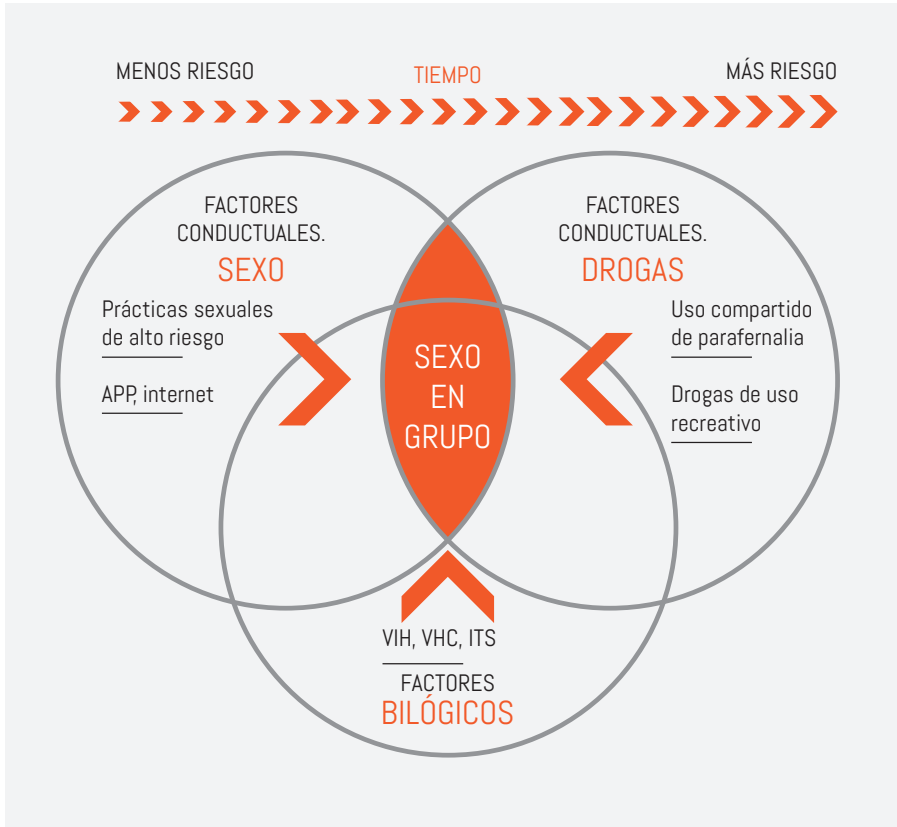 MENOS RIESGO
TIEMPO
MÁS RIESGO
FACTORES
CONDUCTUALES.
SEXO
Prácticas sexuales
de alto riesgo
APP, internet
FACTORES
CONDUCTUALES.
DROGAS
Uso compartido
de parafernalia
Drogas de uso
recreativo
SEXO
EN
GRUPO
VIH, VHC, ITS
FACTORES
BILÓGICOS